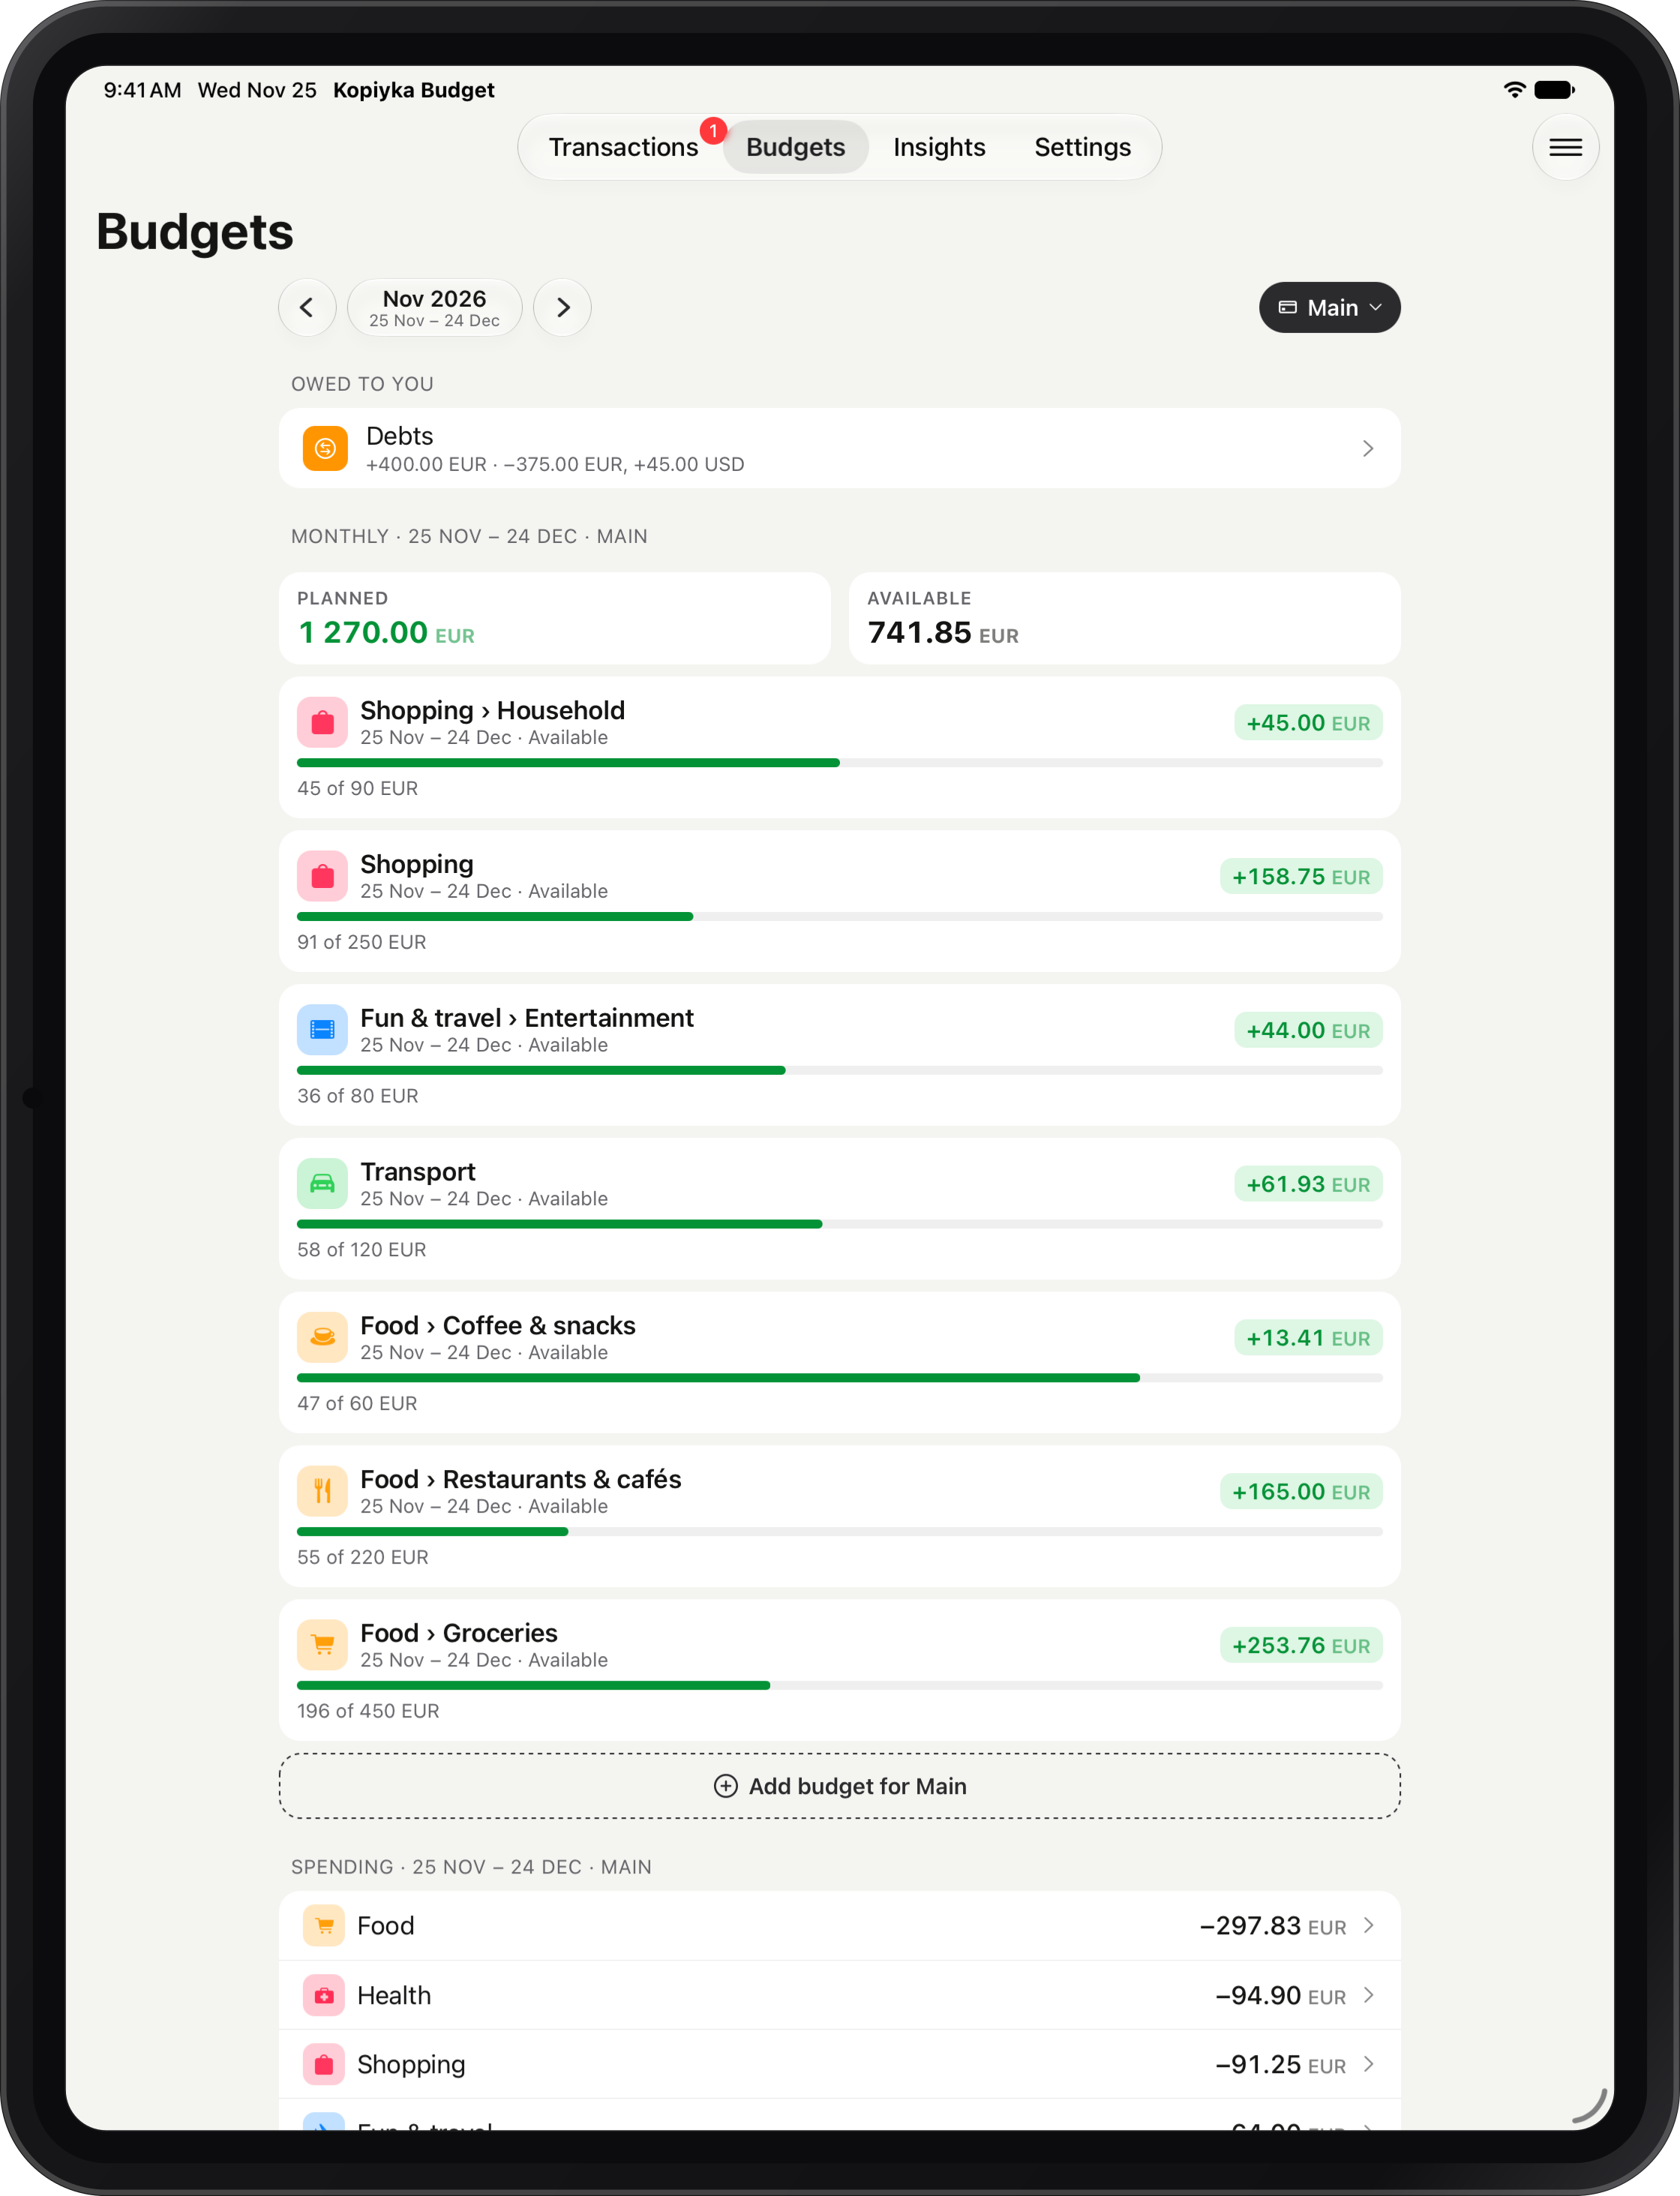 9:41 AM Wed Nov 25 Kopiyka Budget
Transactions 1 Budgets Insights Settings
Budgets
Nov 2026
25 Nov – 24 Dec
Main
OWED TO YOU
Debts
+400.00 EUR · −375.00 EUR, +45.00 USD
MONTHLY · 25 NOV – 24 DEC · MAIN
PLANNED
1 270.00 EUR
AVAILABLE
741.85 EUR
Shopping › Household
25 Nov – 24 Dec · Available
+45.00 EUR
45 of 90 EUR
Shopping
25 Nov – 24 Dec · Available
+158.75 EUR
91 of 250 EUR
Fun & travel › Entertainment
25 Nov – 24 Dec · Available
+44.00 EUR
36 of 80 EUR
Transport
25 Nov – 24 Dec · Available
+61.93 EUR
58 of 120 EUR
Food › Coffee & snacks
25 Nov – 24 Dec · Available
+13.41 EUR
47 of 60 EUR
Food › Restaurants & cafés
25 Nov – 24 Dec · Available
+165.00 EUR
55 of 220 EUR
Food › Groceries
25 Nov – 24 Dec · Available
+253.76 EUR
196 of 450 EUR
Add budget for Main
SPENDING · 25 NOV – 24 DEC · MAIN
Food −297.83 EUR
Health −94.90 EUR
Shopping −91.25 EUR
Fun & travel